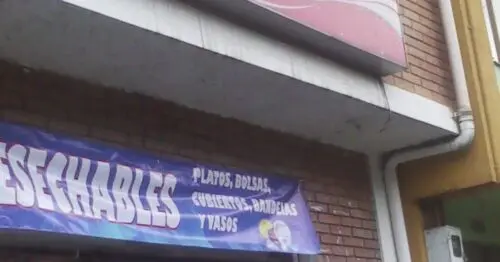 ESECHABLES
PLATOS, BOLSAS,
CUBIERTOS, BANDEJAS
Y VASOS